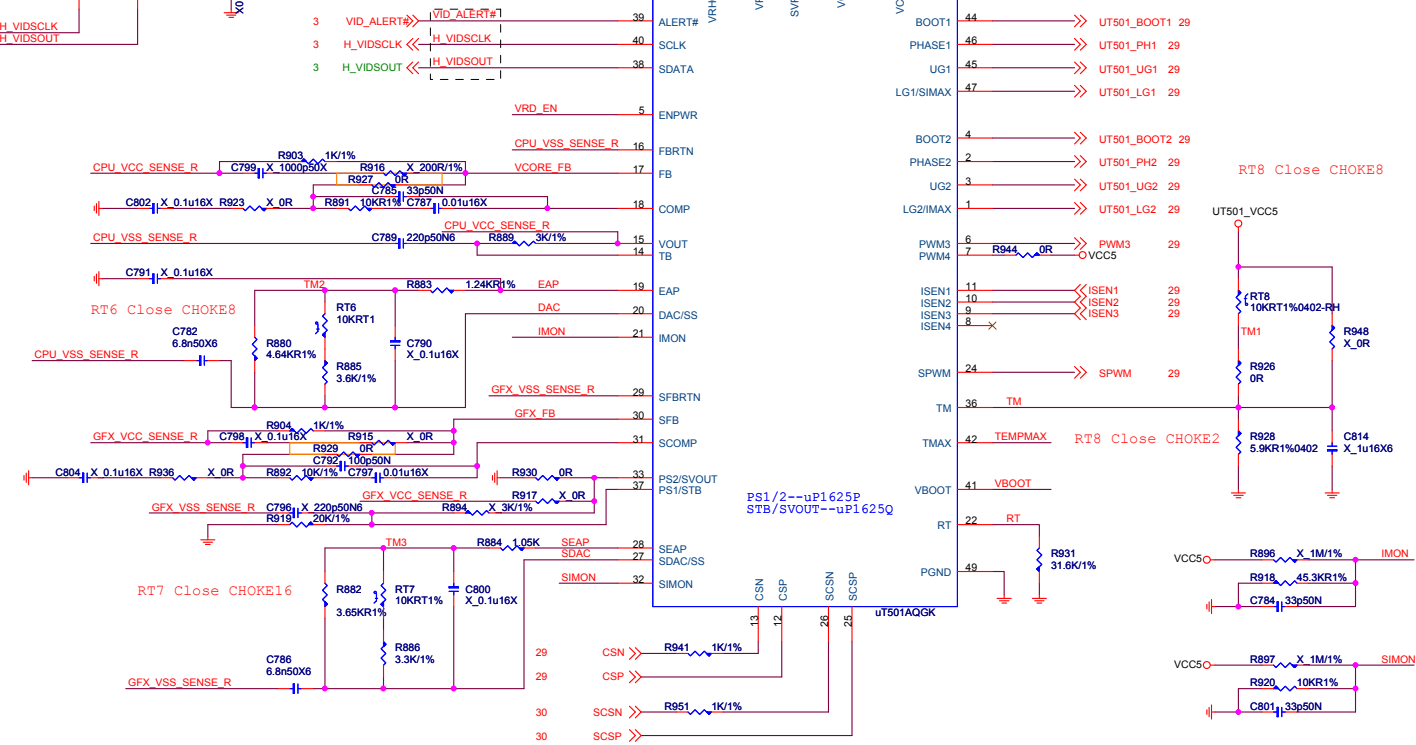 H_VIDSCLK
H_VIDSOUT
3 VID_ALERT# VID_ALERT# 39 ALERT#
3 H_VIDSCLK H_VIDSCLK 40 SCLK
3 H_VIDSOUT H_VIDSOUT 38 SDATA
VRD_EN 5 ENPWR
CPU_VSS_SENSE_R 16 FBRTN
R903 1K/1%
CPU_VCC_SENSE_R C799 X_1000p50X R916 X_200R/1% VCORE_FB 17 FB
R927 0R
C785 33p50N
C802 X_0.1u16X R923 X_0R R891 10KR1% C787 0.01u16X 18 COMP
CPU_VCC_SENSE_R
CPU_VSS_SENSE_R C789 220p50N6 R889 3K/1% 15 VOUT
14 TB
C791 X_0.1u16X
TM2 R883 1.24KR1% EAP 19 EAP
RT6 Close CHOKE8
RT6
10KRT1
DAC 20 DAC/SS
C782
6.8n50X6
IMON 21 IMON
R880
4.64KR1%
C790
X_0.1u16X
CPU_VSS_SENSE_R
R885
3.6K/1%
GFX_VSS_SENSE_R 29 SFBRTN
GFX_FB 30 SFB
R904 1K/1%
GFX_VCC_SENSE_R C798 X_0.1u16X R915 X_0R 31 SCOMP
R929 0R
C792 100p50N
C804 X_0.1u16X R936 X_0R R892 10K/1% C797 0.01u16X R930 0R 33 PS2/SVOUT
37 PS1/STB
GFX_VCC_SENSE_R R917 X_0R
GFX_VSS_SENSE_R C796 X_220p50N6 R894 X_3K/1%
R919 20K/1%
TM3 R884 1.05K SEAP 28 SEAP
SDAC 27 SDAC/SS
SIMON 32 SIMON
RT7 Close CHOKE16
R882
3.65KR1%
RT7
10KRT1%
C800
X_0.1u16X
R886
3.3K/1%
C786
6.8n50X6
GFX_VSS_SENSE_R
BOOT1 44 UT501_BOOT1 29
PHASE1 46 UT501_PH1 29
UG1 45 UT501_UG1 29
LG1/SIMAX 47 UT501_LG1 29
BOOT2 4 UT501_BOOT2 29
PHASE2 2 UT501_PH2 29
UG2 3 UT501_UG2 29
LG2/IMAX 1 UT501_LG2 29
PWM3 6 PWM3 29
PWM4 7 R944 0R VCC5
ISEN1 11 ISEN1 29
ISEN2 10 ISEN2 29
ISEN3 9 ISEN3 29
ISEN4 8
SPWM 24 SPWM 29
TM 36 TM
TMAX 42 TEMPMAX
VBOOT 41 VBOOT
RT 22 RT
PGND 49
R931
31.6K/1%
PS1/2--uP1625P
STB/SVOUT--uP1625Q
uT501AQGK
CSN CSP SCSN SCSP
13 12 26 25
29 CSN R941 1K/1%
29 CSP
30 SCSN R951 1K/1%
30 SCSP
RT8 Close CHOKE8
UT501_VCC5
RT8
10KRT1%0402-RH
TM1
R948
X_0R
R926
0R
RT8 Close CHOKE2
R928
5.9KR1%0402
C814
X_1u16X6
VCC5 R896 X_1M/1% IMON
R918 45.3KR1%
C784 33p50N
VCC5 R897 X_1M/1% SIMON
R920 10KR1%
C801 33p50N